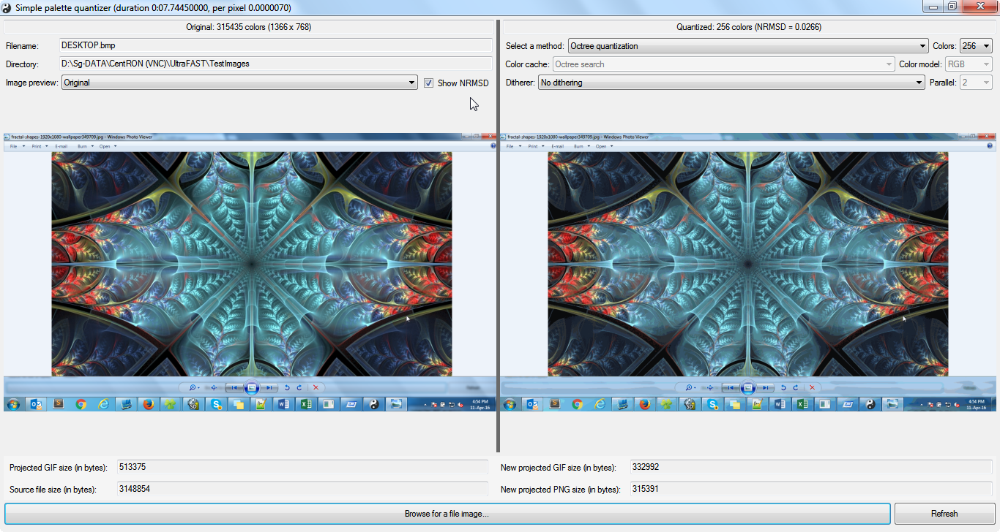 Simple palette quantizer (duration 0:07.74450000, per pixel 0.0000070)
Original: 315435 colors (1366 x 768)
Filename: DESKTOP.bmp
Directory: D:\Sg-DATA\CentRON (VNC)\UltraFAST\TestImages
Image preview: Original Show NRMSD
Quantized: 256 colors (NRMSD = 0.0266)
Select a method: Octree quantization Colors: 256
Color cache: Octree search Color model: RGB
Ditherer: No dithering Parallel: 2
fractal-shapes-1920x1080-wallpaper349709.jpg - Windows Photo Viewer
File Print E-mail Burn Open
4:54 PM
11-Apr-16
fractal-shapes-1920x1080-wallpaper349709.jpg - Windows Photo Viewer
File Print E-mail Burn Open
4:54 PM
11-Apr-16
Projected GIF size (in bytes): 513375
Source file size (in bytes): 3148854
New projected GIF size (in bytes): 332992
New projected PNG size (in bytes): 315391
Browse for a file image...
Refresh